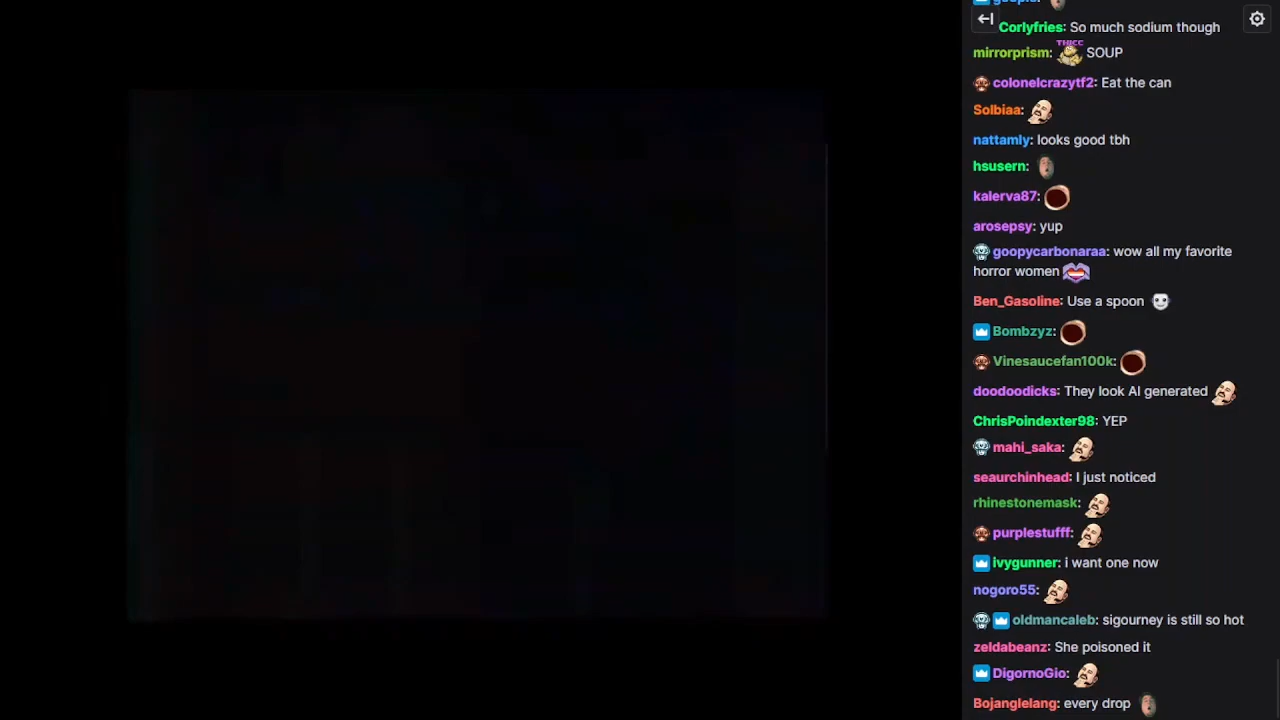 Corlyfries: So much sodium though
mirrorprism: THICC SOUP
colonelcrazytf2: Eat the can
Solbiaa:
nattamly: looks good tbh
hsusern:
kalerva87:
arosepsy: yup
goopycarbonaraa: wow all my favorite
horror women
Ben_Gasoline: Use a spoon
Bombzyz:
Vinesaucefan100k:
doodoodicks: They look AI generated
ChrisPoindexter98: YEP
mahi_saka:
seaurchinhead: I just noticed
rhinestonemask:
purplestufff:
ivygunner: i want one now
nogoro55:
oldmancaleb: sigourney is still so hot
zeldabeanz: She poisoned it
DigornoGio:
Bojanglelang: every drop